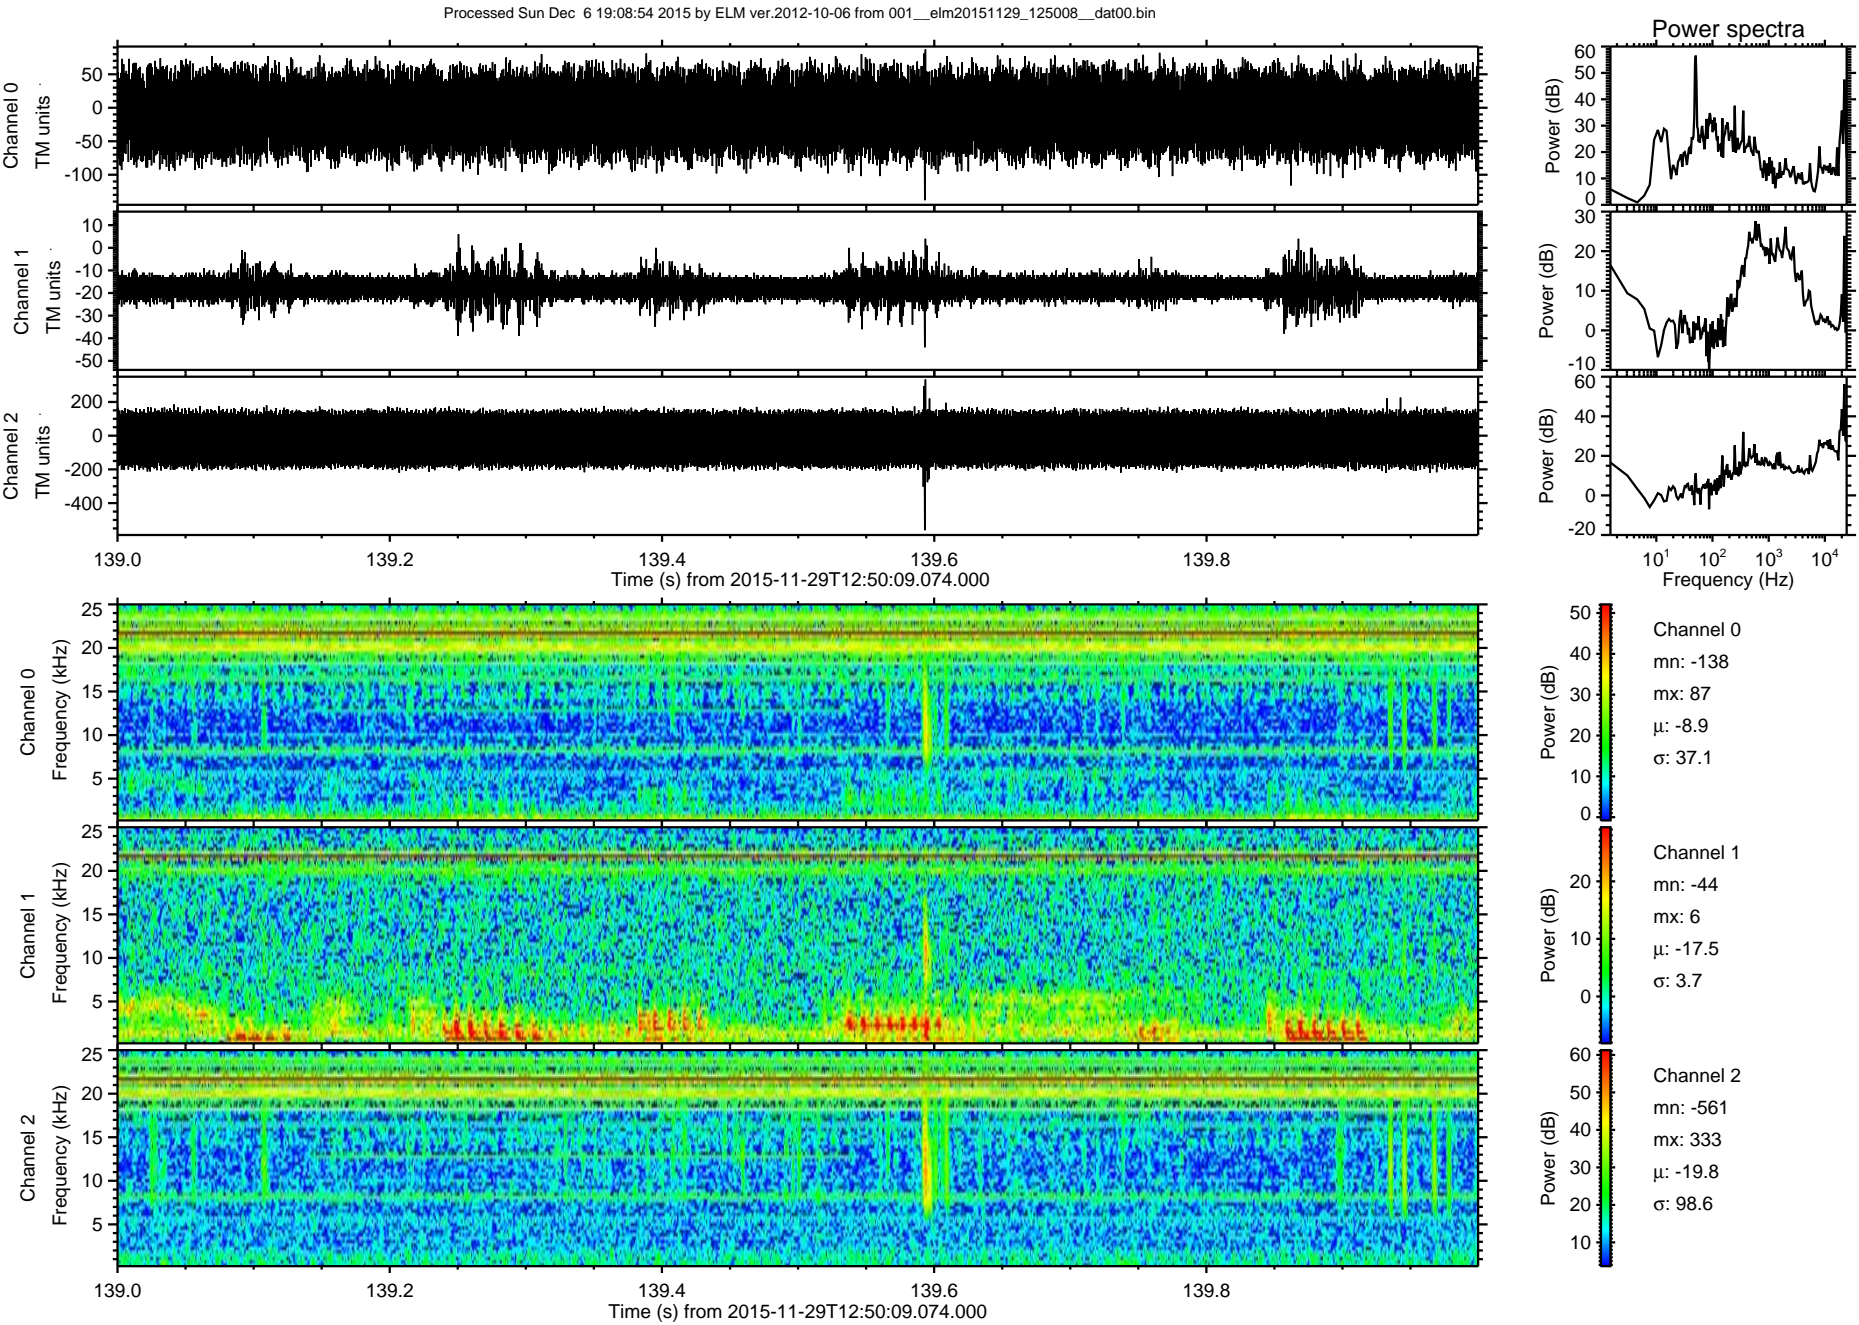 Processed Sun Dec  6 19:08:54 2015 by ELM ver.2012-10-06 from 001__elm20151129_125008__dat00.bin
Power spectra
Channel 0
TM units
50
0
-50
-100
Power (dB)
60
50
40
30
20
10
0
Channel 1
TM units
10
0
-10
-20
-30
-40
-50
Power (dB)
30
20
10
0
-10
Channel 2
TM units
200
0
-200
-400
Power (dB)
60
40
20
0
-20
139.0 139.2 139.4 139.6 139.8
Time (s) from 2015-11-29T12:50:09.074.000
10^1 10^2 10^3 10^4
Frequency (Hz)
Channel 0
Frequency (kHz)
25
20
15
10
5
Power (dB)
50
40
30
20
10
0
Channel 0
mn: -138
mx: 87
μ: -8.9
σ: 37.1
Channel 1
Frequency (kHz)
25
20
15
10
5
Power (dB)
20
10
0
Channel 1
mn: -44
mx: 6
μ: -17.5
σ: 3.7
Channel 2
Frequency (kHz)
25
20
15
10
5
Power (dB)
60
50
40
30
20
10
Channel 2
mn: -561
mx: 333
μ: -19.8
σ: 98.6
139.0 139.2 139.4 139.6 139.8
Time (s) from 2015-11-29T12:50:09.074.000